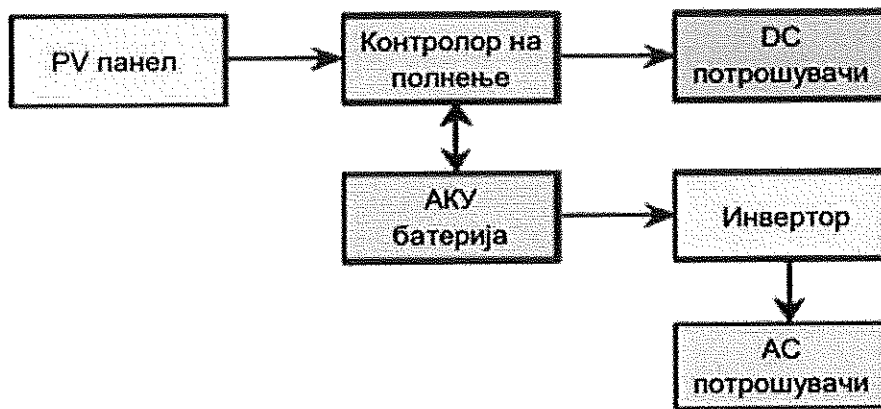 PV панел
Контролор на
полнење
DC
потрошувачи
АКУ
батерија
Инвертор
АС
потрошувачи